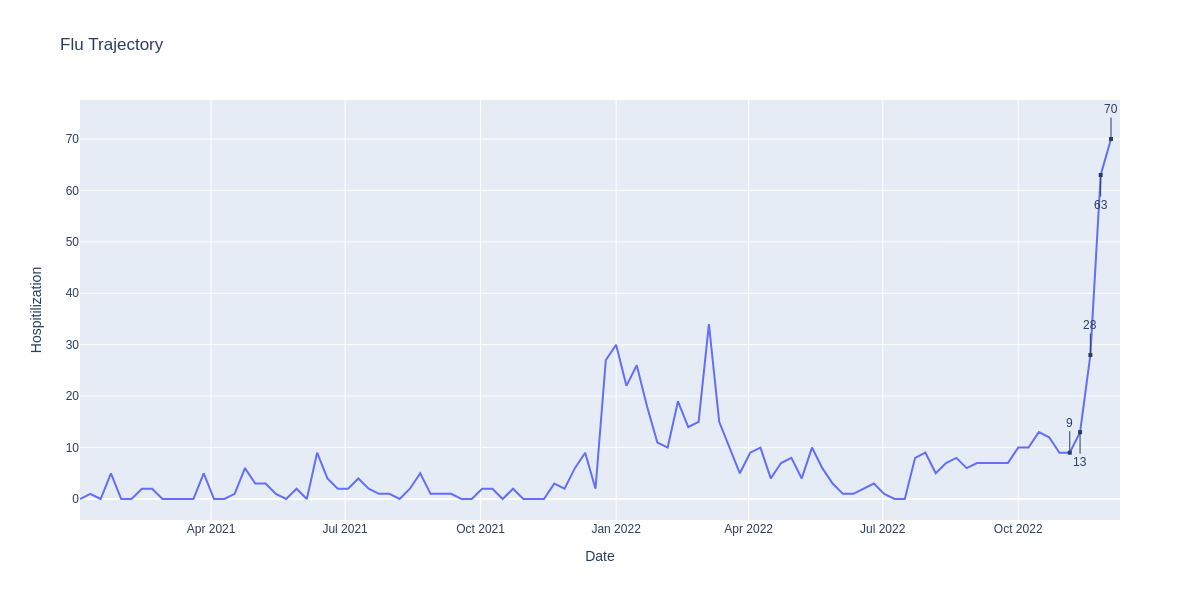 Flu Trajectory
70
60
50
40
30
20
10
0
Hospitilization
Apr 2021
Jul 2021
Oct 2021
Jan 2022
Apr 2022
Jul 2022
Oct 2022
Date
9
13
28
63
70